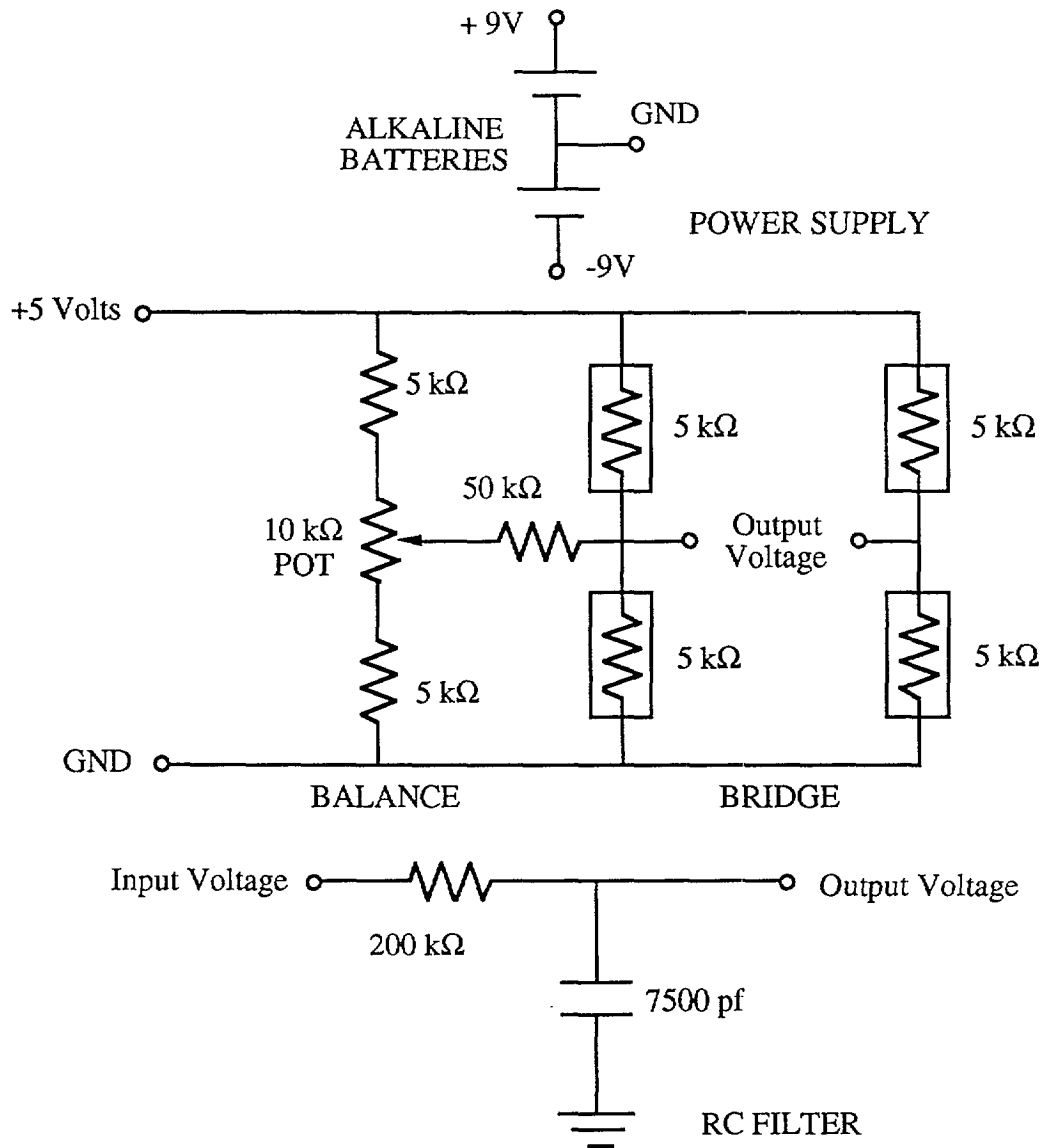 + 9V
GND
ALKALINE
BATTERIES
POWER SUPPLY
-9V
+5 Volts
5 kΩ
5 kΩ
5 kΩ
50 kΩ
10 kΩ
POT
Output
Voltage
5 kΩ
5 kΩ
5 kΩ
GND
BALANCE
BRIDGE
Input Voltage
Output Voltage
200 kΩ
7500 pf
RC FILTER